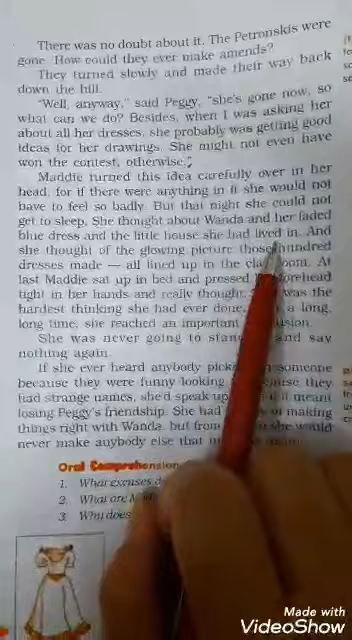 There was no doubt about it. The Petronskis were
gone. How could they ever make amends?
They turned slowly and made their way back
down the hill.
"Well, anyway," said Peggy, "she's gone now, so
what can we do? Besides, when I was asking her
about all her dresses, she probably was getting good
ideas for her drawings. She might not even have
won the contest, otherwise."
Maddie turned this idea carefully over in her
head, for if there were anything in it she would not
have to feel so badly. But that night she could not
get to sleep. She thought about Wanda and her faded
blue dress and the little house she had lived in. And
she thought of the glowing picture those hundred
dresses made — all lined up in the classroom. At
last Maddie sat up in bed and pressed forehead
tight in her hands and really thought. was the
hardest thinking she had ever done. a long,
long time, she reached an important
She was never going to and say
nothing again.
If she ever heard anybody someone
because they were funny looking they
had strange names, she'd speak up it meant
losing Peggy's friendship. She had of making
things right with Wanda, but from she would
never make anybody else that
Oral Comprehension
1. What excuses
2. What are
3. Why does
Made with
VideoShow